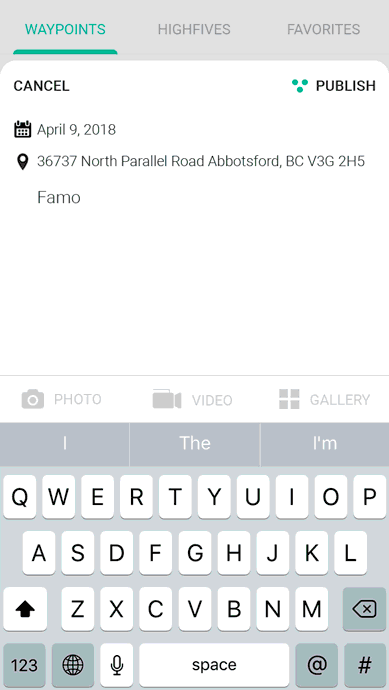 WAYPOINTS HIGHFIVES FAVORITES
CANCEL PUBLISH
April 9, 2018
36737 North Parallel Road Abbotsford, BC V3G 2H5
Famo
PHOTO VIDEO GALLERY
I The I'm
Q W E R T Y U I O P
A S D F G H J K L
Z X C V B N M
123 space @ #